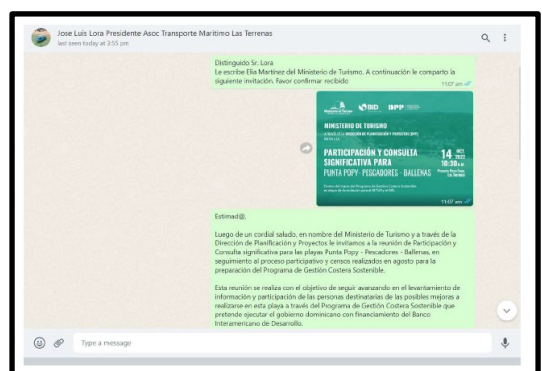 Jose Luis Lora Presidente Asoc Transporte Maritimo Las Terrenas
last seen today at 3:55 pm
Distinguido Sr. Lora
Le escribe Elia Martínez del Ministerio de Turismo. A continuación le comparto la
siguiente invitación. Favor confirmar recibido
11:07 am
BID DPP
MINISTERIO DE TURISMO
PARTICIPACIÓN Y CONSULTA
SIGNIFICATIVA PARA
PUNTA POPY · PESCADORES · BALLENAS
14
2022
10:30 a.m
11:07 am
Estimad@,
Luego de un cordial saludo, en nombre del Ministerio de Turismo y a través de la
Dirección de Planificación y Proyectos le invitamos a la reunión de Participación y
Consulta significativa para las playas Punta Popy - Pescadores - Ballenas, en
seguimiento al proceso participativo y censos realizados en agosto para la
preparación del Programa de Gestión Costera Sostenible.
Esta reunión se realiza con el objetivo de seguir avanzando en el levantamiento de
información y participación de las personas destinatarias de las posibles mejoras a
realizarse en esta playa a través del Programa de Gestión Costera Sostenible que
pretende ejecutar el gobierno dominicano con financiamiento del Banco
Interamericano de Desarrollo.
Type a message